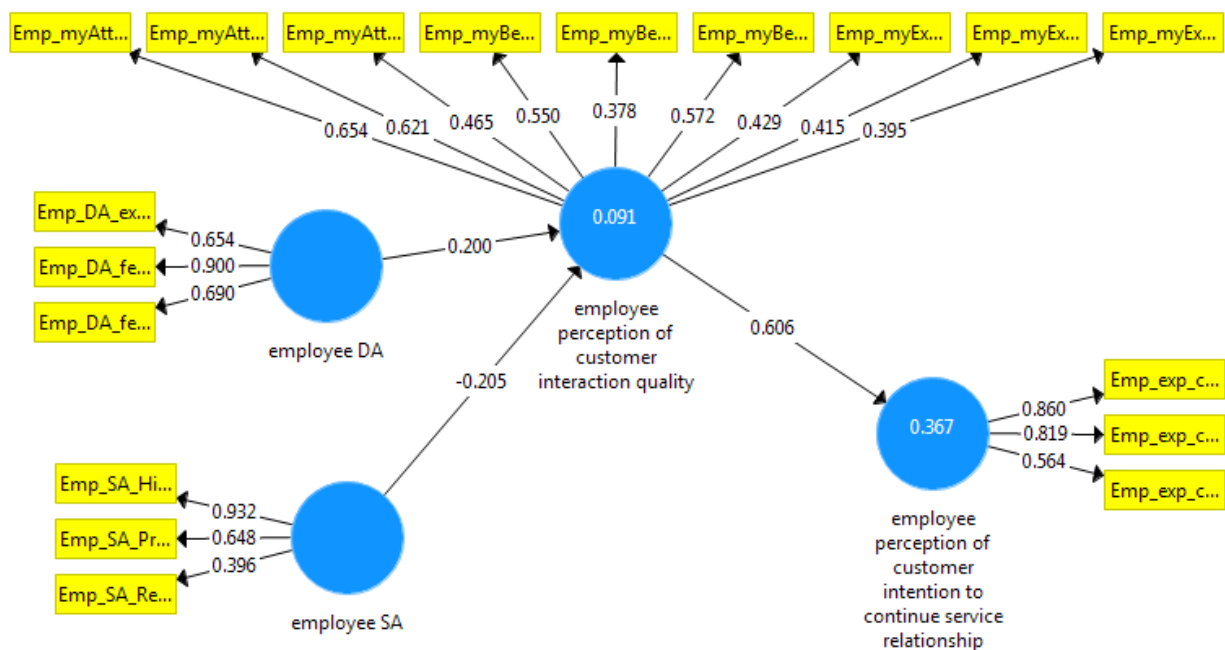 Emp_myAtt...
Emp_myAtt...
Emp_myAtt...
Emp_myBe...
Emp_myBe...
Emp_myBe...
Emp_myEx...
Emp_myEx...
Emp_myEx...
0.654
0.621
0.465
0.550
0.378
0.572
0.429
0.415
0.395
Emp_DA_ex...
Emp_DA_fe...
Emp_DA_fe...
0.654
0.900
0.690
employee DA
0.200
0.091
employee
perception of
customer
interaction quality
-0.205
0.606
Emp_SA_Hi...
Emp_SA_Pr...
Emp_SA_Re...
0.932
0.648
0.396
employee SA
0.367
0.860
0.819
0.564
Emp_exp_c...
Emp_exp_c...
Emp_exp_c...
employee
perception of
customer
intention to
continue service
relationship